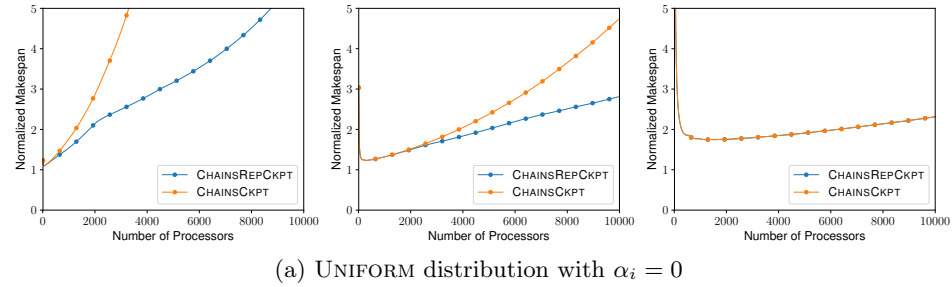 5
4
3
2
1
0
Normalized Makespan
0 2000 4000 6000 8000 10000
Number of Processors
CHAINSREPCKPT
CHAINSCKPT
5
4
3
2
1
0
Normalized Makespan
0 2000 4000 6000 8000 10000
Number of Processors
CHAINSREPCKPT
CHAINSCKPT
5
4
3
2
1
0
Normalized Makespan
0 2000 4000 6000 8000 10000
Number of Processors
CHAINSREPCKPT
CHAINSCKPT
(a) UNIFORM distribution with αᵢ = 0